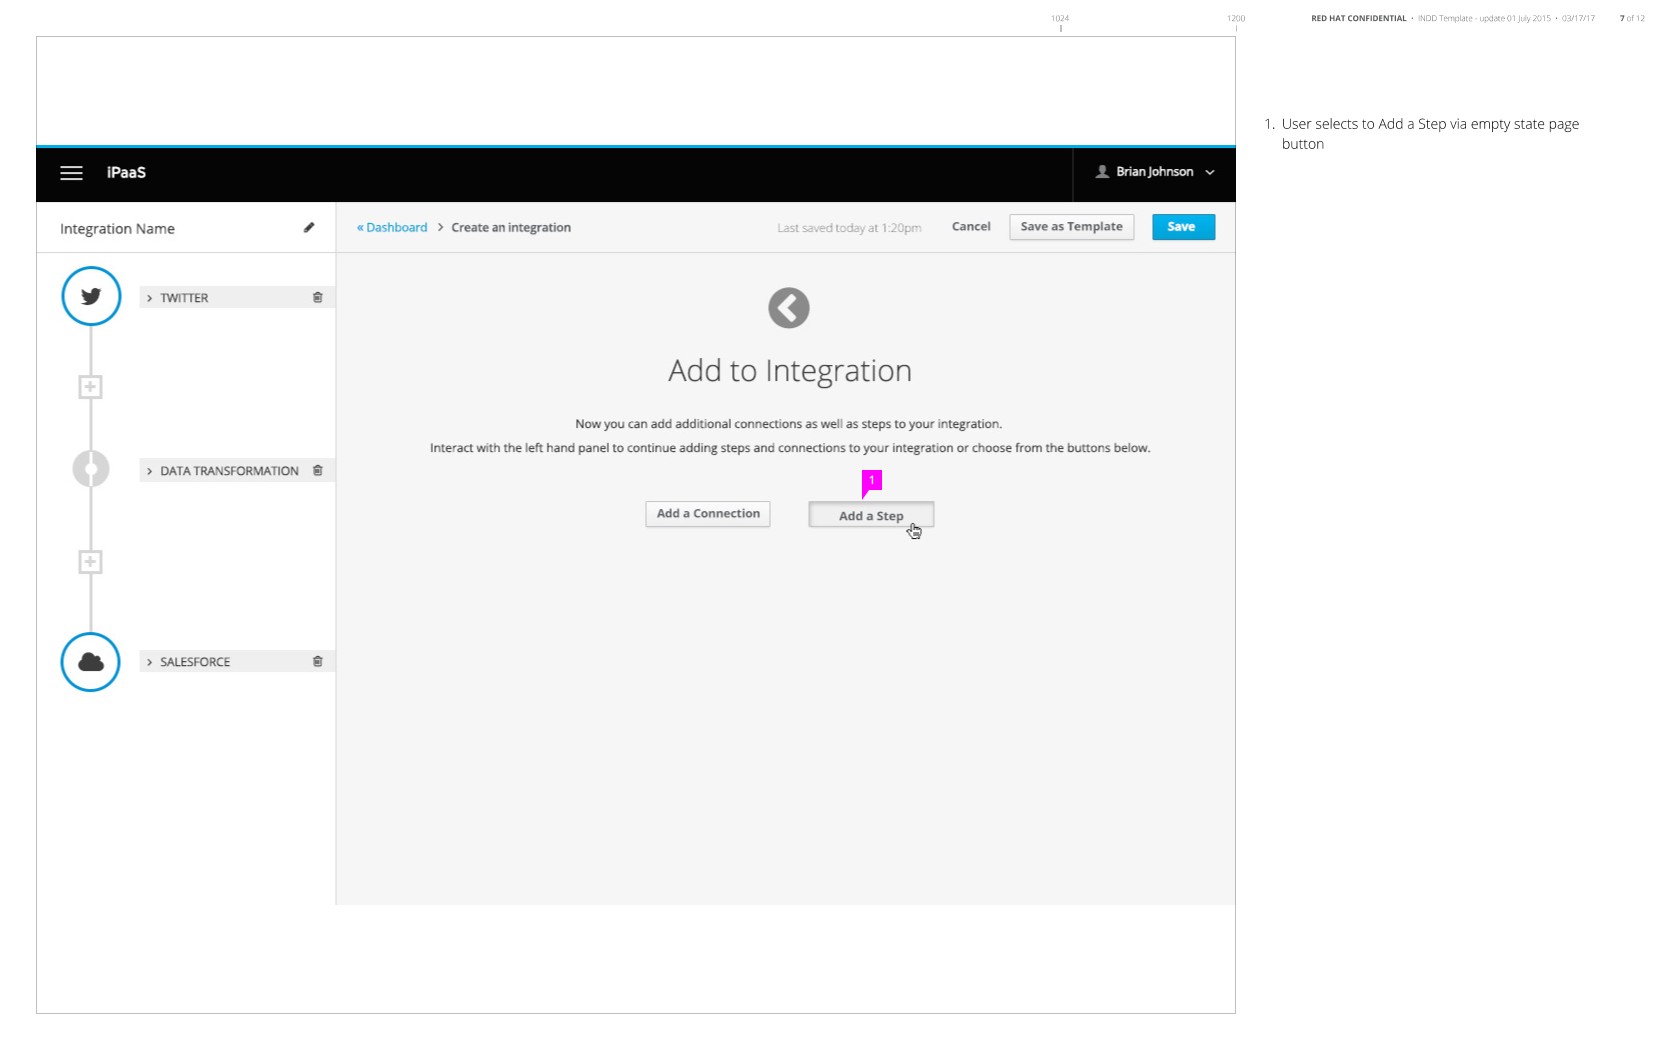 1024
1200
RED HAT CONFIDENTIAL • INDD Template - update 01 July 2015 • 03/17/17 7 of 12
1. User selects to Add a Step via empty state page
button
iPaaS
Brian Johnson
Integration Name
« Dashboard > Create an integration
Last saved today at 1:20pm
Cancel
Save as Template
Save
> TWITTER
> DATA TRANSFORMATION
> SALESFORCE
Add to Integration
Now you can add additional connections as well as steps to your integration.
Interact with the left hand panel to continue adding steps and connections to your integration or choose from the buttons below.
1
Add a Connection
Add a Step